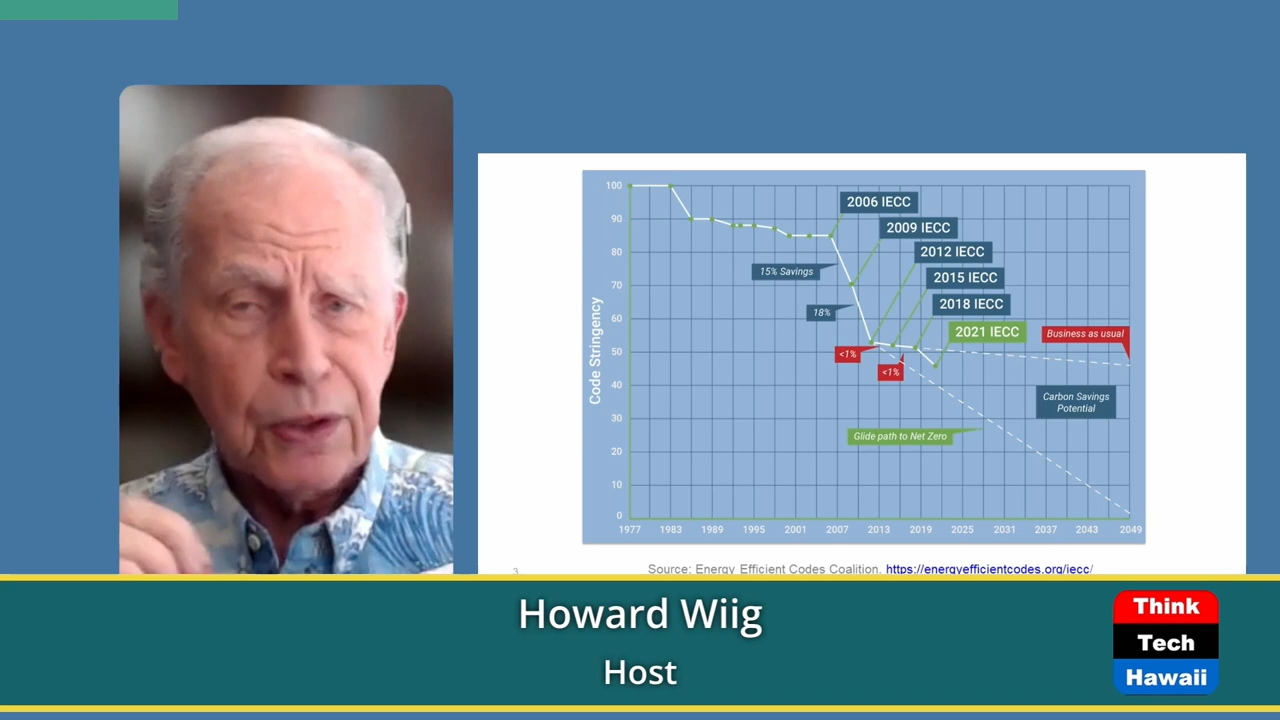 100
90
80
70
60
50
40
30
20
10
0
Code Stringency
2006 IECC
2009 IECC
2012 IECC
2015 IECC
2018 IECC
2021 IECC
15% Savings
18%
<1%
<1%
Business as usual
Carbon Savings
Potential
Glide path to Net Zero
1977 1983 1989 1995 2001 2007 2013 2019 2025 2031 2037 2043 2049
3
Source: Energy Efficient Codes Coalition. https://energyefficientcodes.org/iecc/
Howard Wiig
Host
Think
Tech
Hawaii